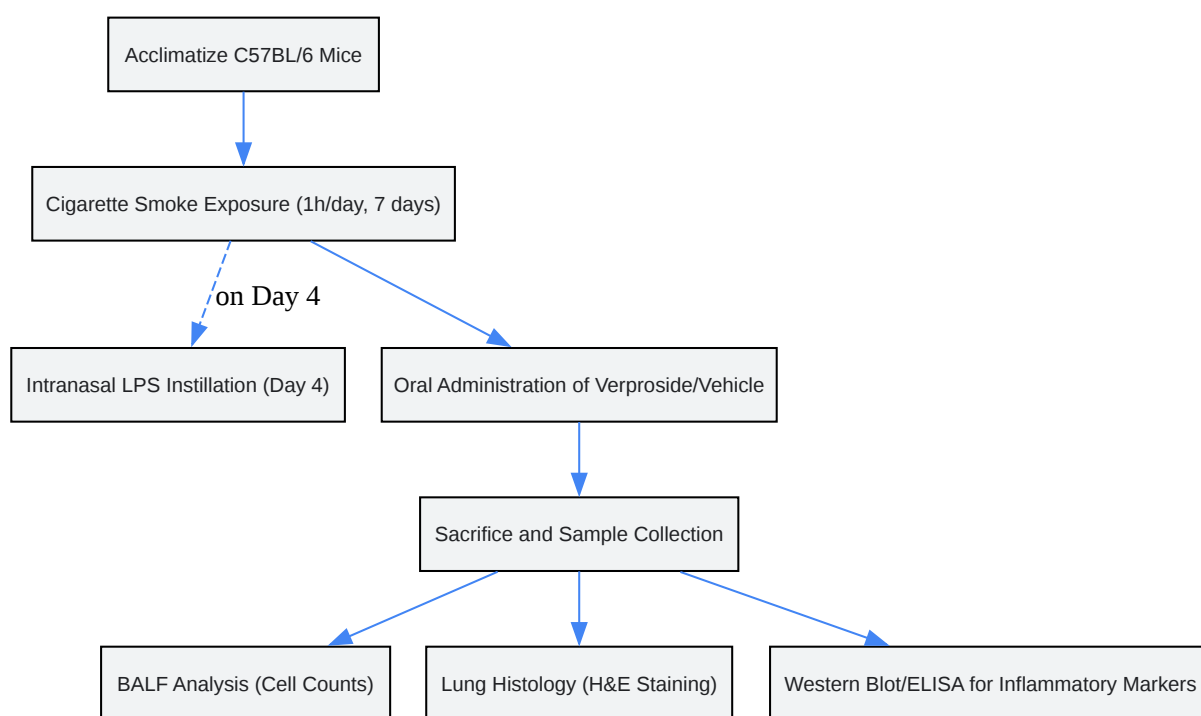 Acclimatize C57BL/6 Mice
Cigarette Smoke Exposure (1h/day, 7 days)
on Day 4
Intranasal LPS Instillation (Day 4)
Oral Administration of Verproside/Vehicle
Sacrifice and Sample Collection
BALF Analysis (Cell Counts)
Lung Histology (H&E Staining)
Western Blot/ELISA for Inflammatory Markers